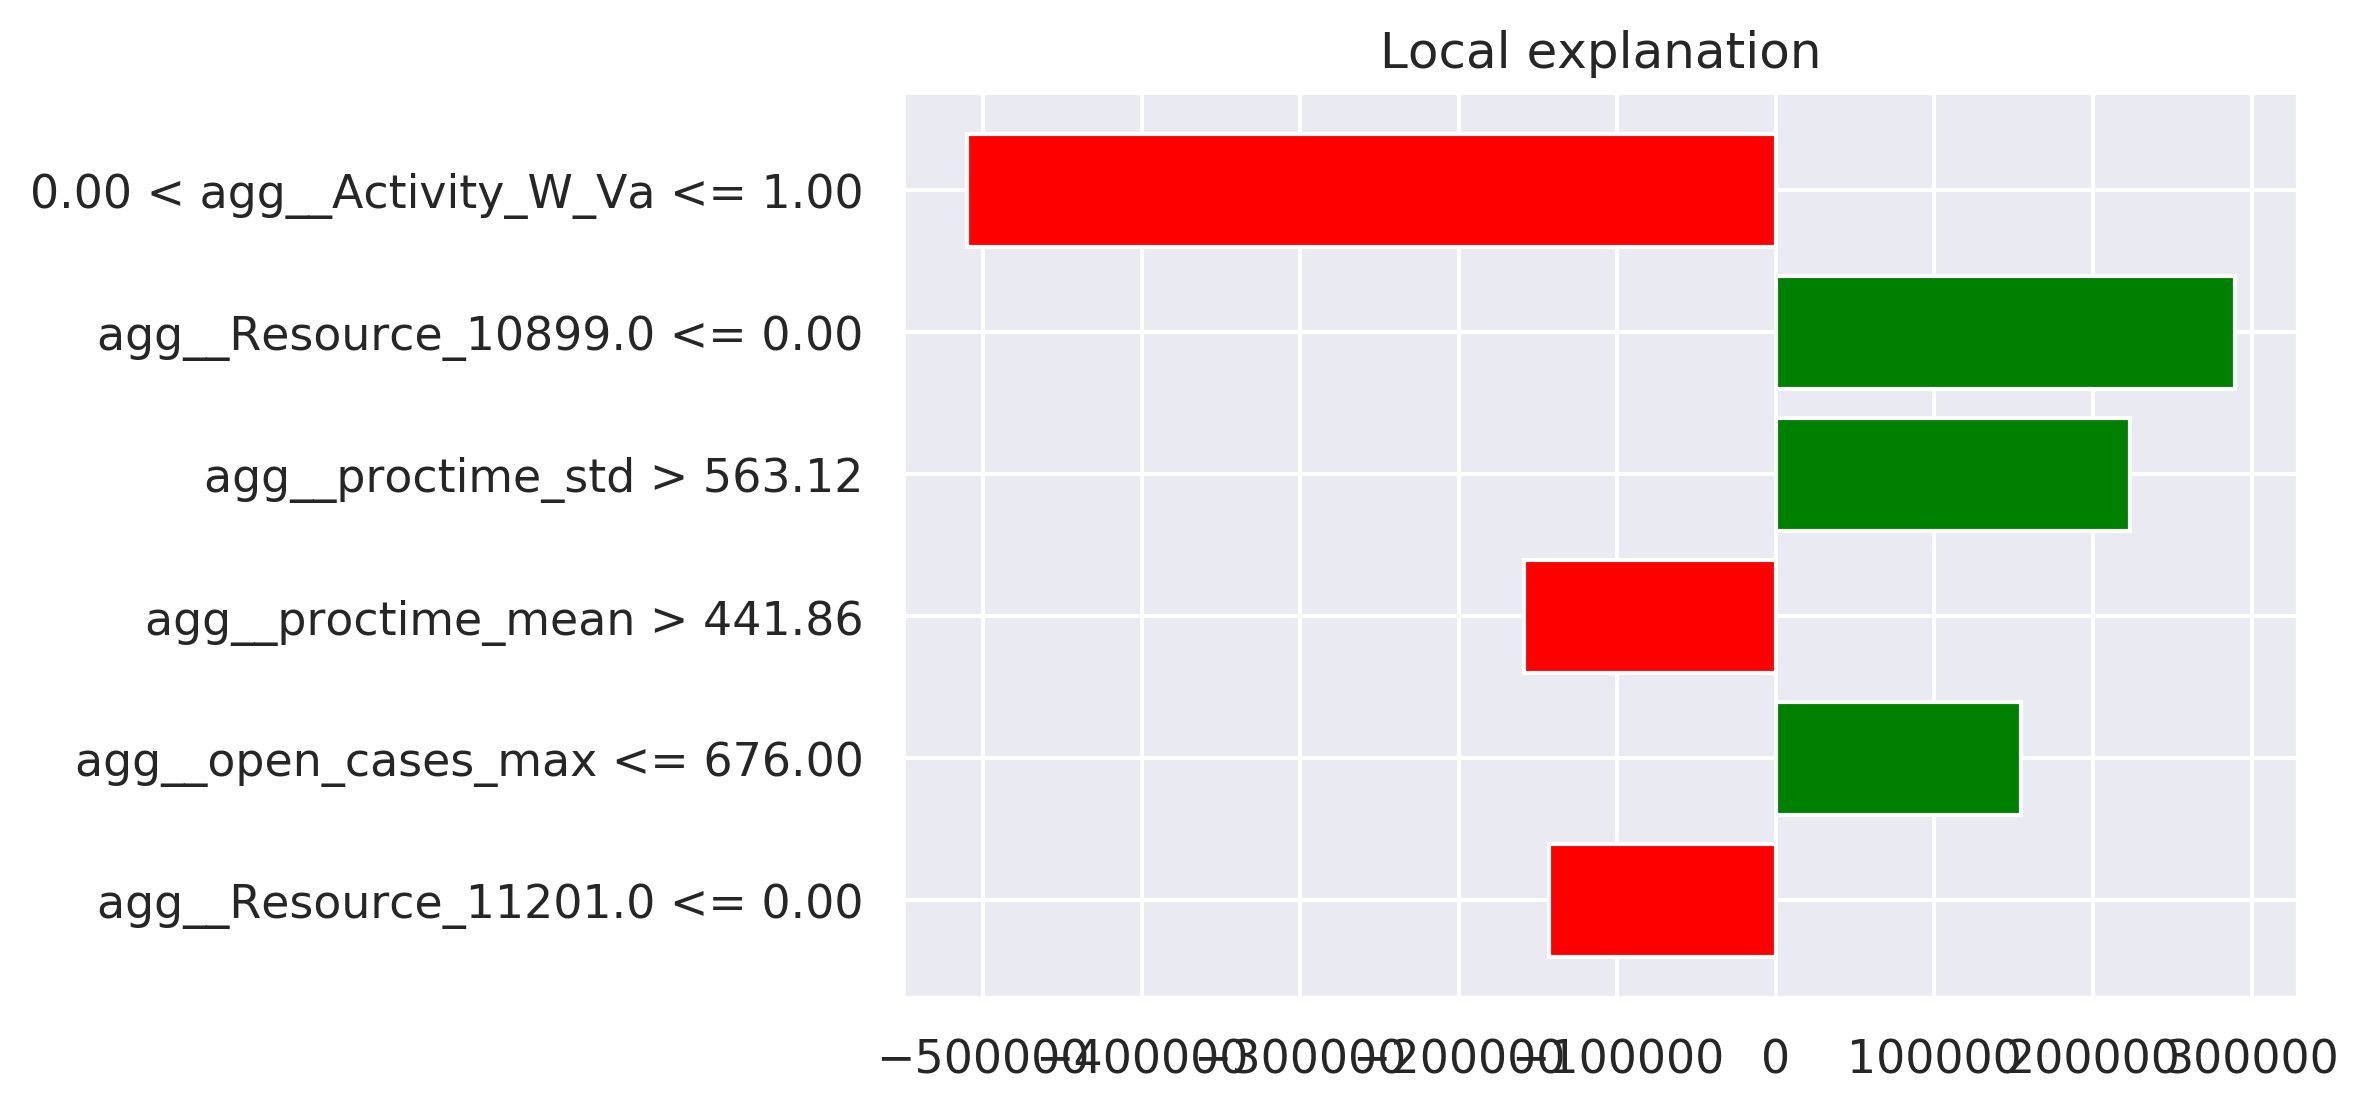 Local explanation
0.00 < agg__Activity_W_Va <= 1.00
agg__Resource_10899.0 <= 0.00
agg__proctime_std > 563.12
agg__proctime_mean > 441.86
agg__open_cases_max <= 676.00
agg__Resource_11201.0 <= 0.00
−500000 −400000 −300000 −200000 −100000 0 100000 200000 300000